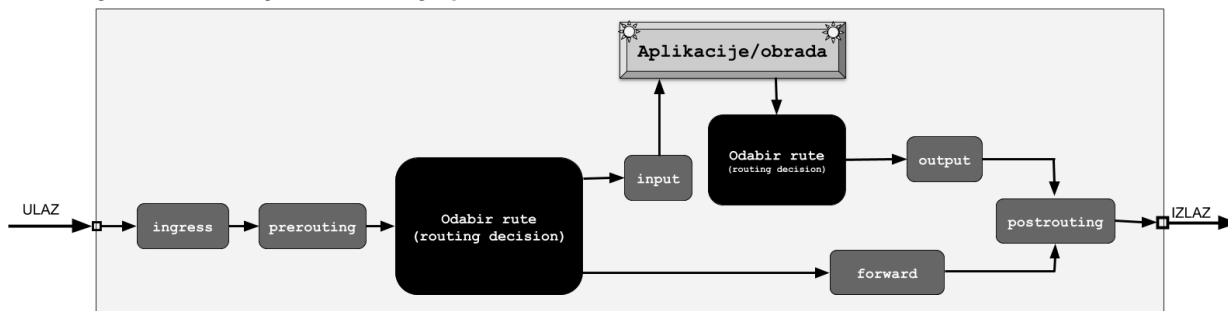 Aplikacije/obrada
Odabir rute
(routing decision)
output
input
ULAZ
ingress
prerouting
Odabir rute
(routing decision)
postrouting
IZLAZ
forward